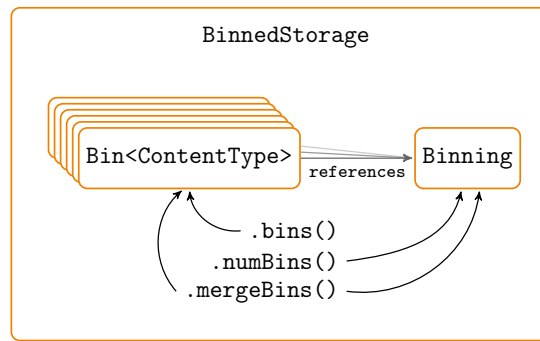 BinnedStorage
Bin<ContentType>
Binning
references
.bins()
.numBins()
.mergeBins()